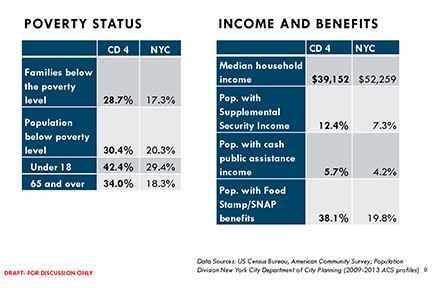 POVERTY STATUS
CD 4 NYC
Families below
the poverty
level 28.7% 17.3%
Population
below poverty
level 30.4% 20.3%
Under 18 42.4% 29.4%
65 and over 34.0% 18.3%
INCOME AND BENEFITS
CD 4 NYC
Median household
income $39,152 $52,259
Pop. with
Supplemental
Security Income 12.4% 7.3%
Pop. with cash
public assistance
income 5.7% 4.2%
Pop. with Food
Stamp/SNAP
benefits 38.1% 19.8%
Data Sources: US Census Bureau, American Community Survey; Population
Division New York City Department of City Planning (2009-2013 ACS profiles) 9
DRAFT- FOR DISCUSSION ONLY